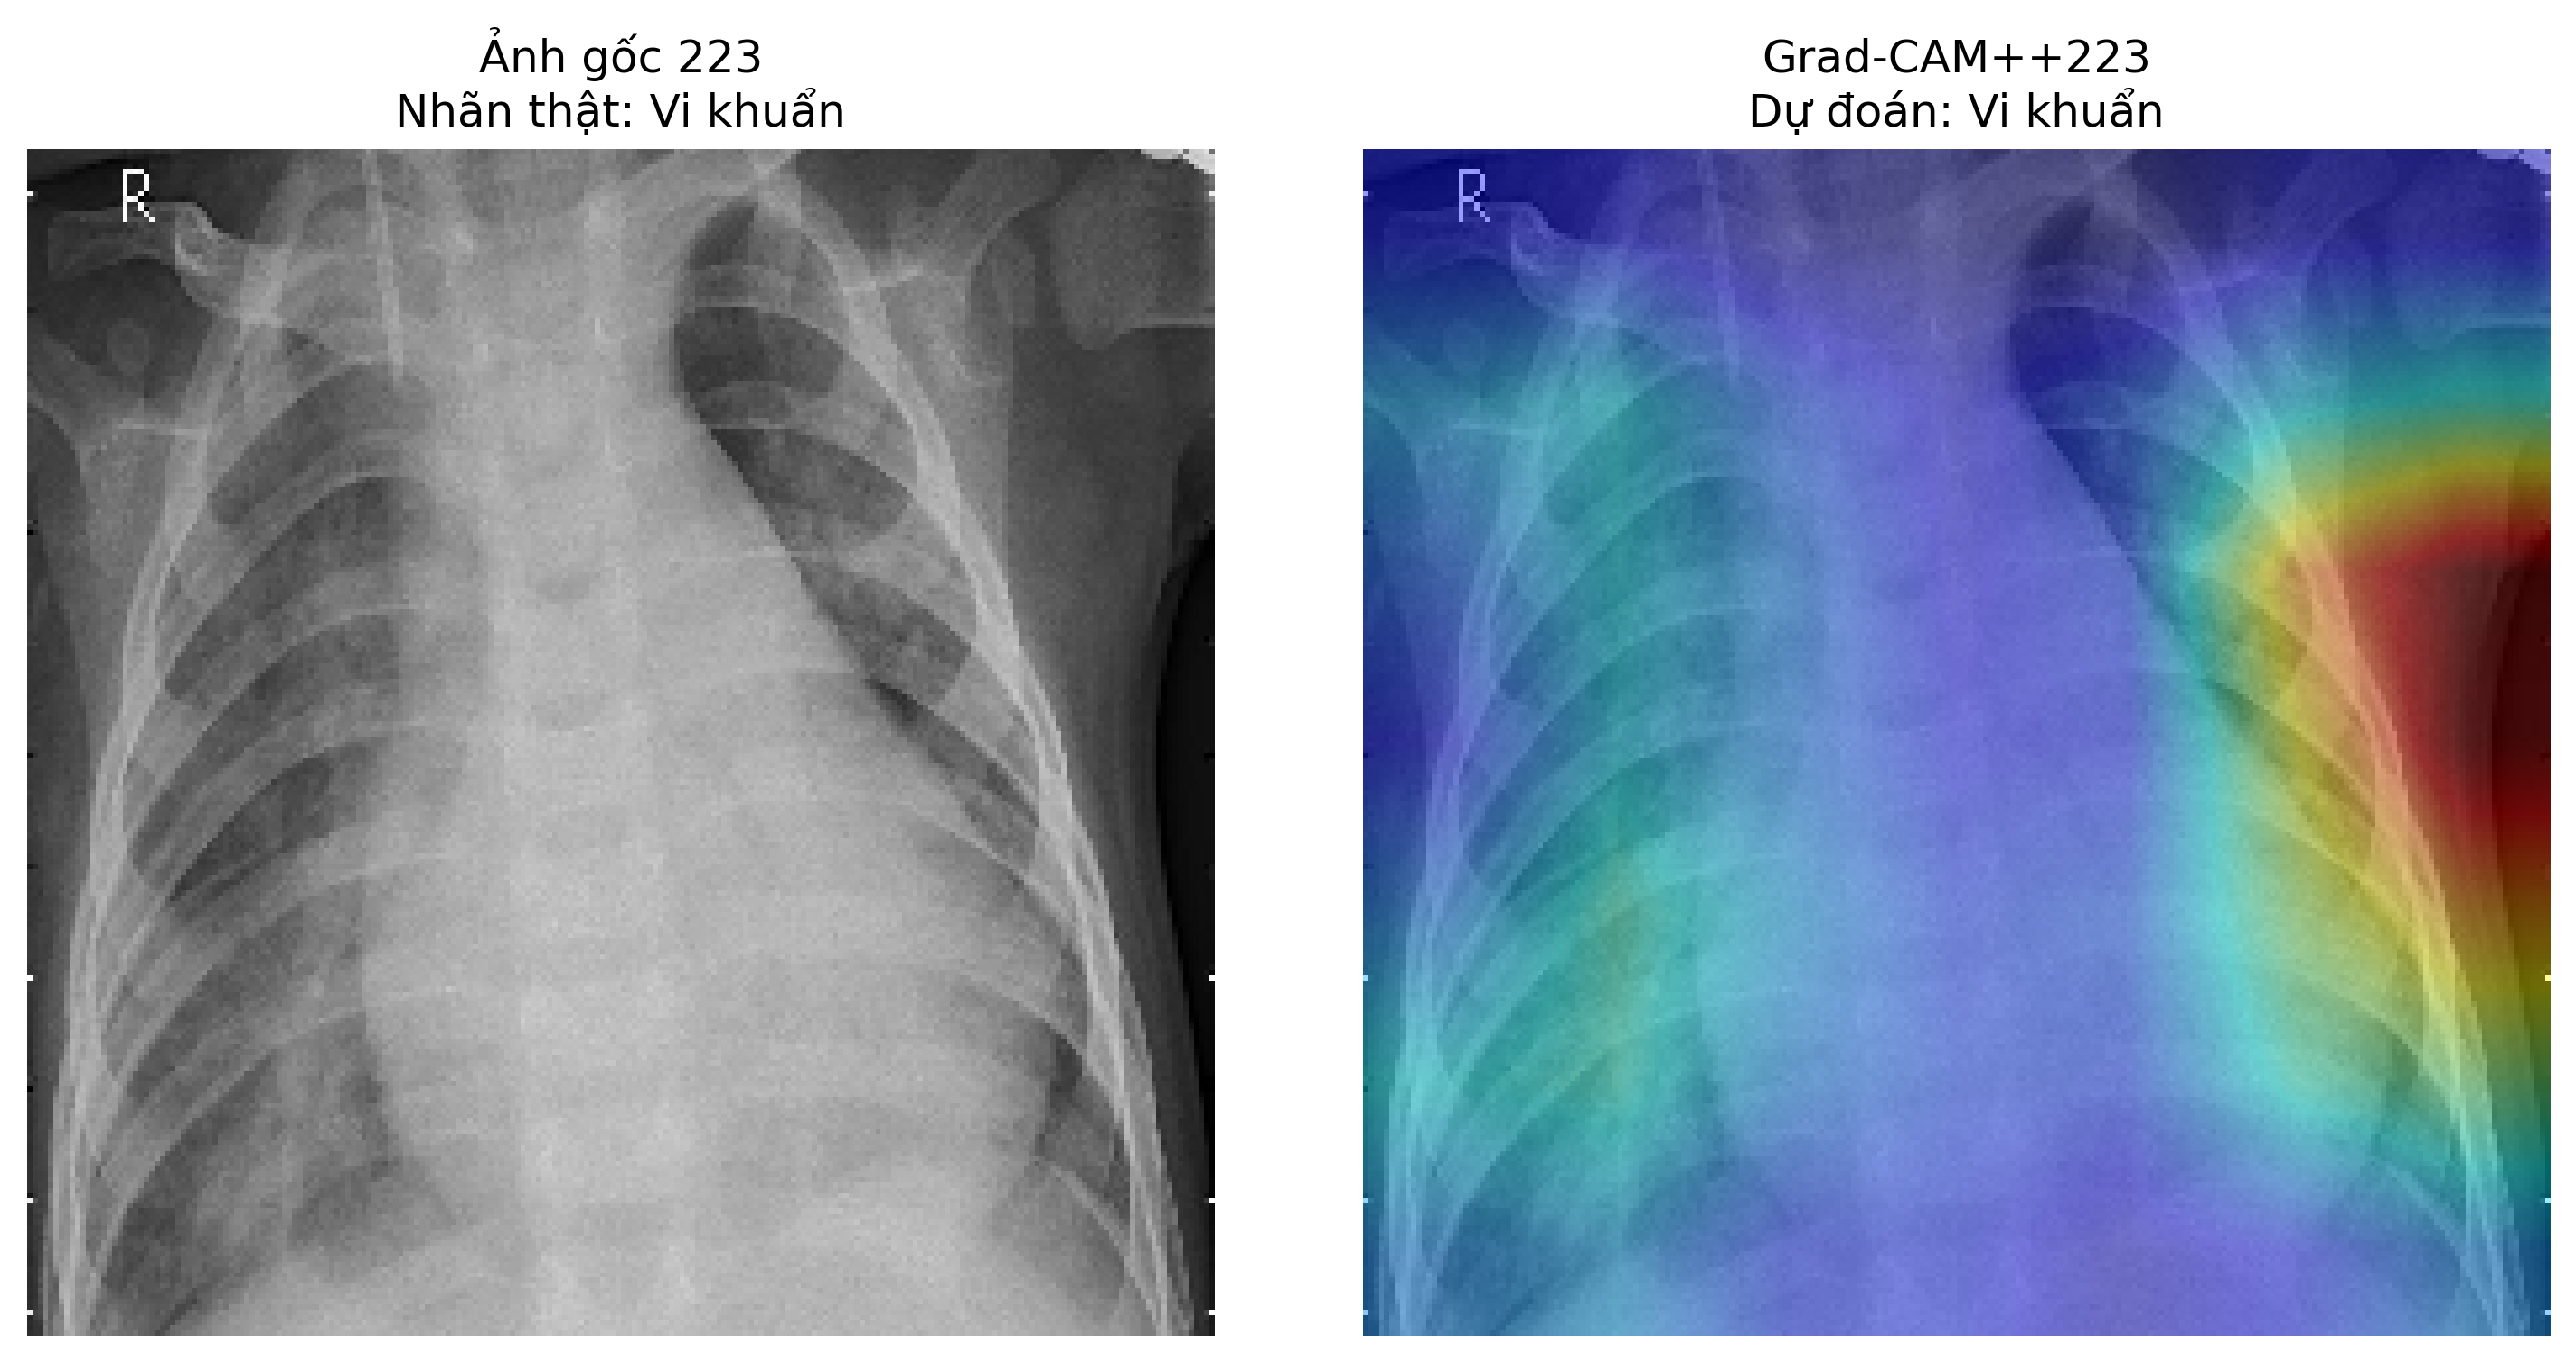 Ảnh gốc 223
Nhãn thật: Vi khuẩn
Grad-CAM++223
Dự đoán: Vi khuẩn
R
R